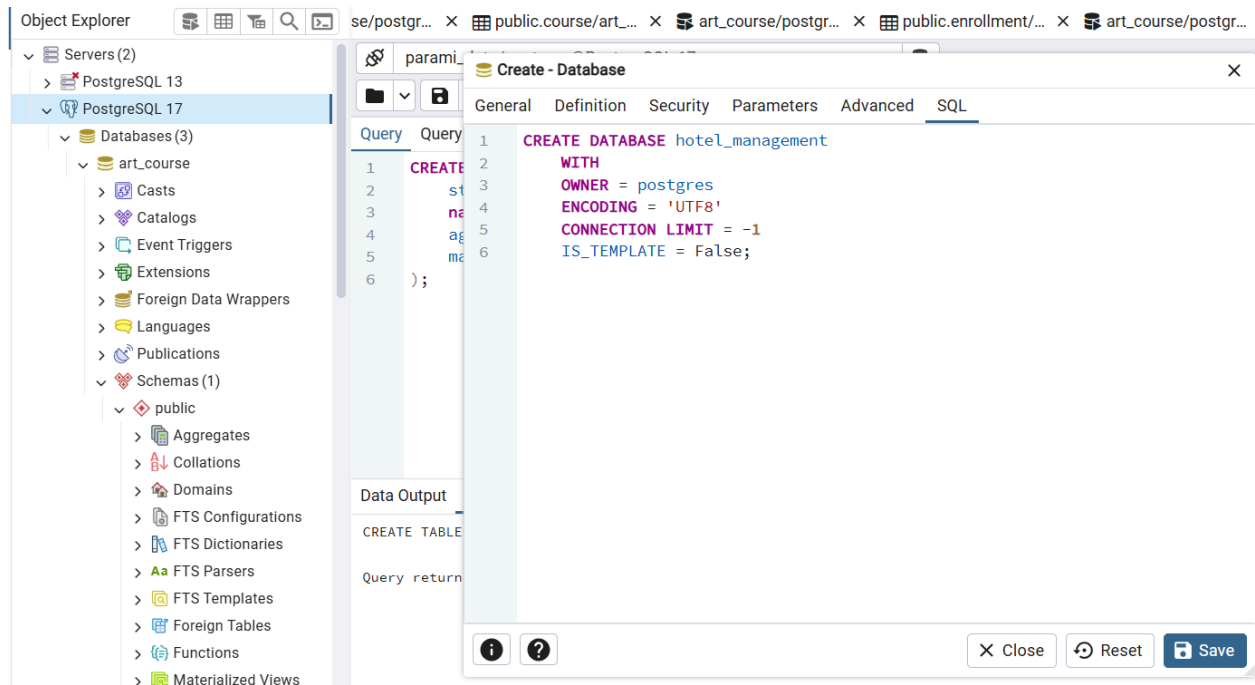 Object Explorer
se/postgr...
public.course/art_...
art_course/postgr...
public.enrollment/...
art_course/postgr...
Servers (2)
PostgreSQL 13
PostgreSQL 17
Databases (3)
art_course
Casts
Catalogs
Event Triggers
Extensions
Foreign Data Wrappers
Languages
Publications
Schemas (1)
public
Aggregates
Collations
Domains
FTS Configurations
FTS Dictionaries
FTS Parsers
FTS Templates
Foreign Tables
Functions
Materialized Views
parami_
Query Query
1 CREATE
2 st
3 na
4 ag
5 ma
6 );
Data Output
CREATE TABLE
Query return
Create - Database
General Definition Security Parameters Advanced SQL
1 CREATE DATABASE hotel_management
2 WITH
3 OWNER = postgres
4 ENCODING = 'UTF8'
5 CONNECTION LIMIT = -1
6 IS_TEMPLATE = False;
Close Reset Save